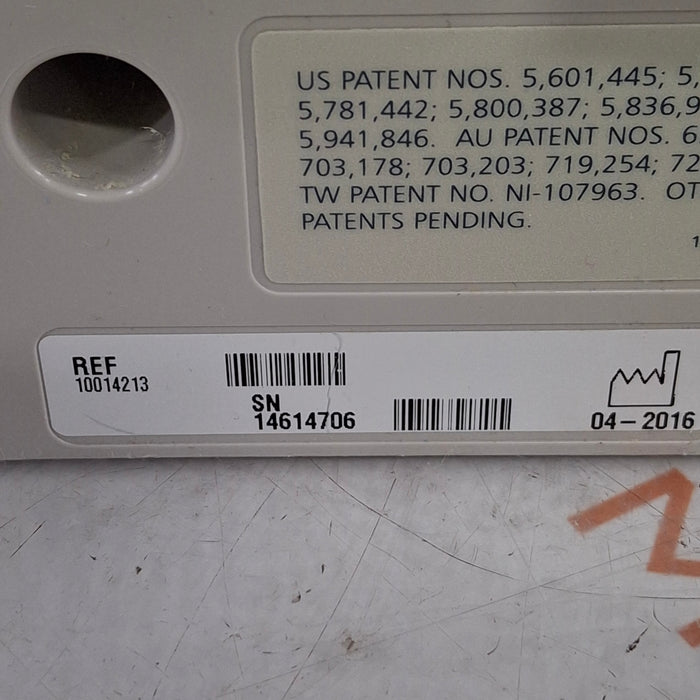 US PATENT NOS. 5,601,445; 5,
5,781,442; 5,800,387; 5,836,9
5,941,846. AU PATENT NOS. 6
703,178; 703,203; 719,254; 72
TW PATENT NO. NI-107963. OT
PATENTS PENDING.
1
REF
10014213
SN
14614706
04-2016